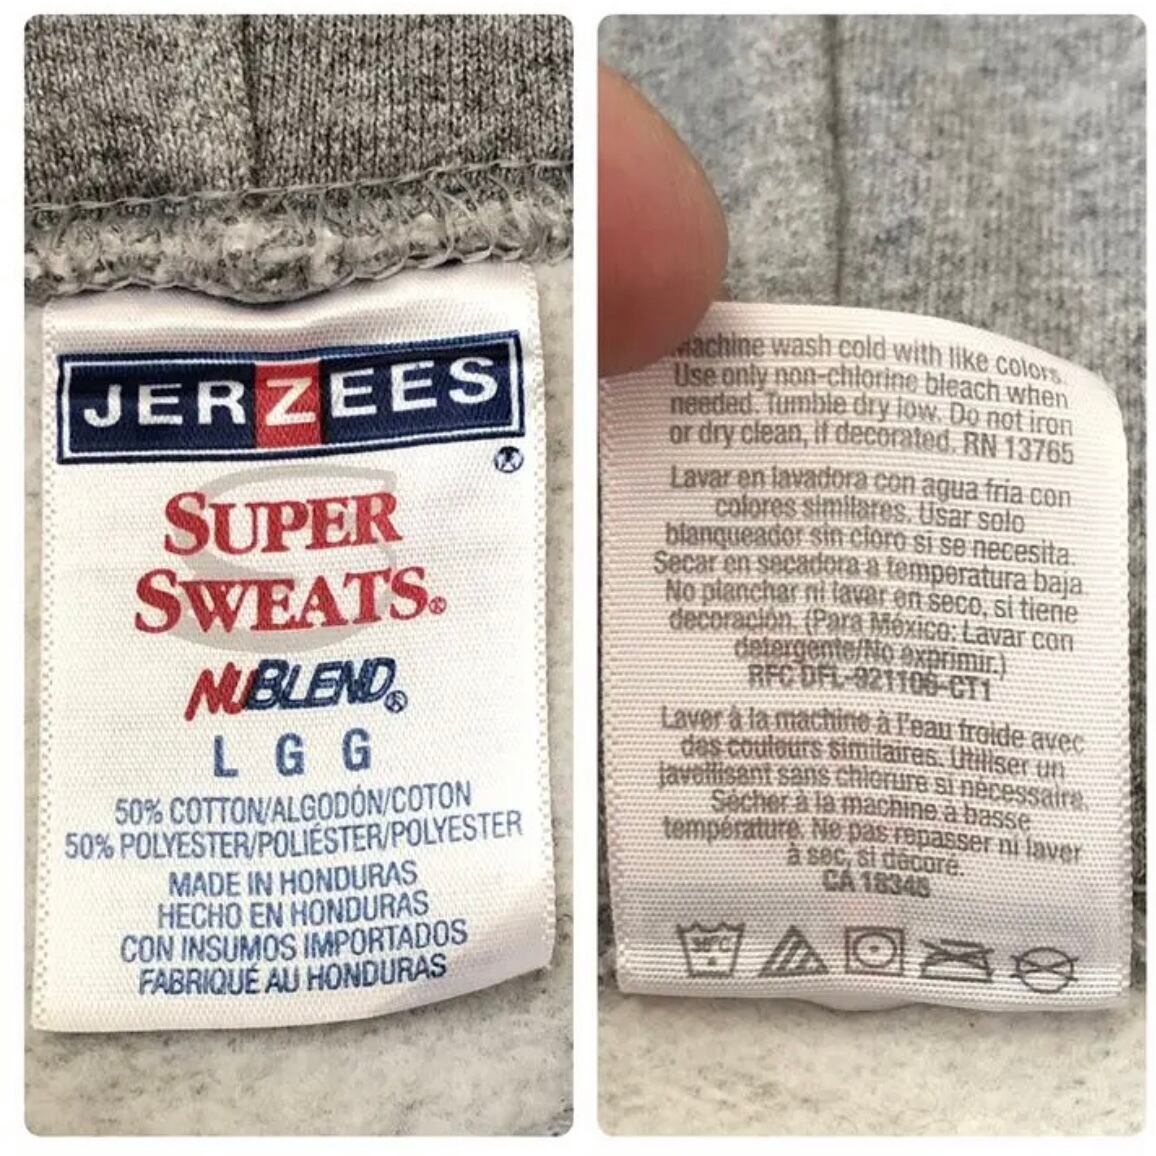 JERZEES
®
SUPER
SWEATS®
NUBLEND®
L G G
50% COTTON/ALGODÓN/COTON
50% POLYESTER/POLIÉSTER/POLYESTER
MADE IN HONDURAS
HECHO EN HONDURAS
CON INSUMOS IMPORTADOS
FABRIQUÉ AU HONDURAS
Machine wash cold with like colors.
Use only non-chlorine bleach when
needed. Tumble dry low. Do not iron
or dry clean, if decorated. RN 13765
Lavar en lavadora con agua fría con
colores similares. Usar solo
blanqueador sin cloro si se necesita.
Secar en secadora a temperatura baja
No planchar ni lavar en seco, si tiene
decoración. (Para México: Lavar con
detergente/No exprimir.)
RFC DFL-921106-CT1
Laver à la machine à l'eau froide avec
des couleurs similaires. Utiliser un
javellisant sans chlorure si nécessaire.
Sécher à la machine à basse
température. Ne pas repasser ni laver
à sec, si décoré.
CA 18345
30°C